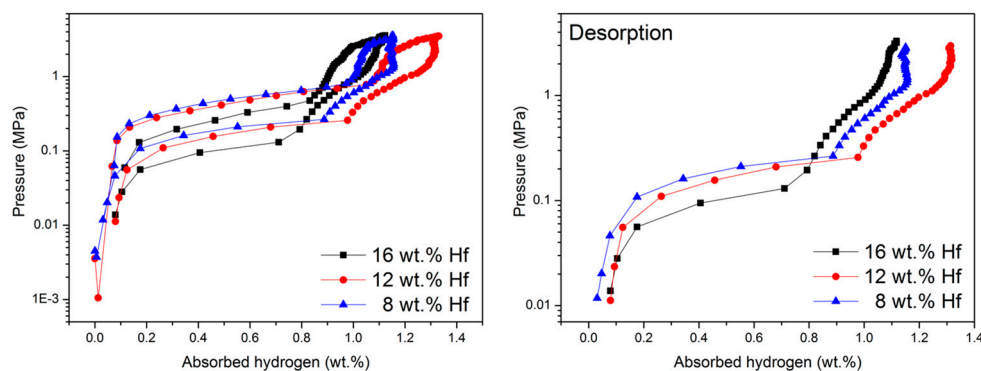 Pressure (MPa)
10
1
0.1
0.01
1E-3
16 wt.% Hf
12 wt.% Hf
8 wt.% Hf
0.0 0.2 0.4 0.6 0.8 1.0 1.2 1.4
Absorbed hydrogen (wt.%)
Desorption
Pressure (MPa)
10
1
0.1
0.01
16 wt.% Hf
12 wt.% Hf
8 wt.% Hf
0.0 0.2 0.4 0.6 0.8 1.0 1.2 1.4
Absorbed hydrogen (wt.%)